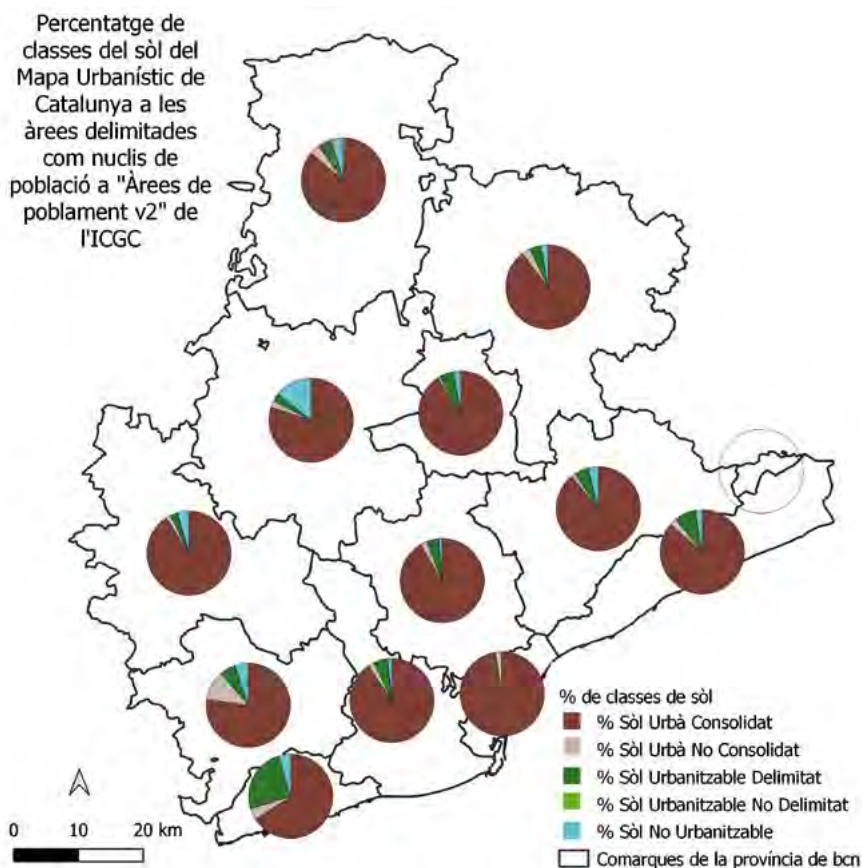 Percentatge de
classes del sòl del
Mapa Urbanístic de
Catalunya a les
àrees delimitades
com nuclis de
població a "Àrees de
poblament v2" de
l'ICGC
% de classes de sòl
% Sòl Urbà Consolidat
% Sòl Urbà No Consolidat
% Sòl Urbanitzable Delimitat
% Sòl Urbanitzable No Delimitat
% Sòl No Urbanitzable
Comarques de la província de bcn
0 10 20 km